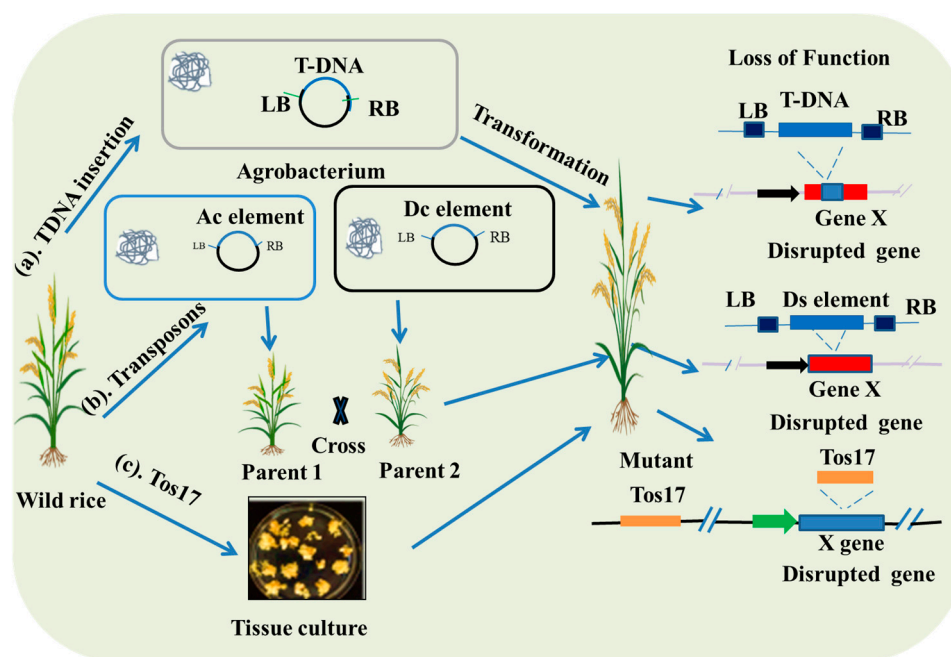 T-DNA
LB
RB
Agrobacterium
(a). TDNA insertion
Transformation
Ac element
LB
RB
Dc element
LB
RB
(b). Transposons
Parent 1
Cross
Parent 2
(c). Tos17
Wild rice
Tissue culture
Mutant
Loss of Function
LB
T-DNA
RB
Gene X
Disrupted gene
LB
Ds element
RB
Gene X
Disrupted gene
Tos17
Tos17
X gene
Disrupted gene